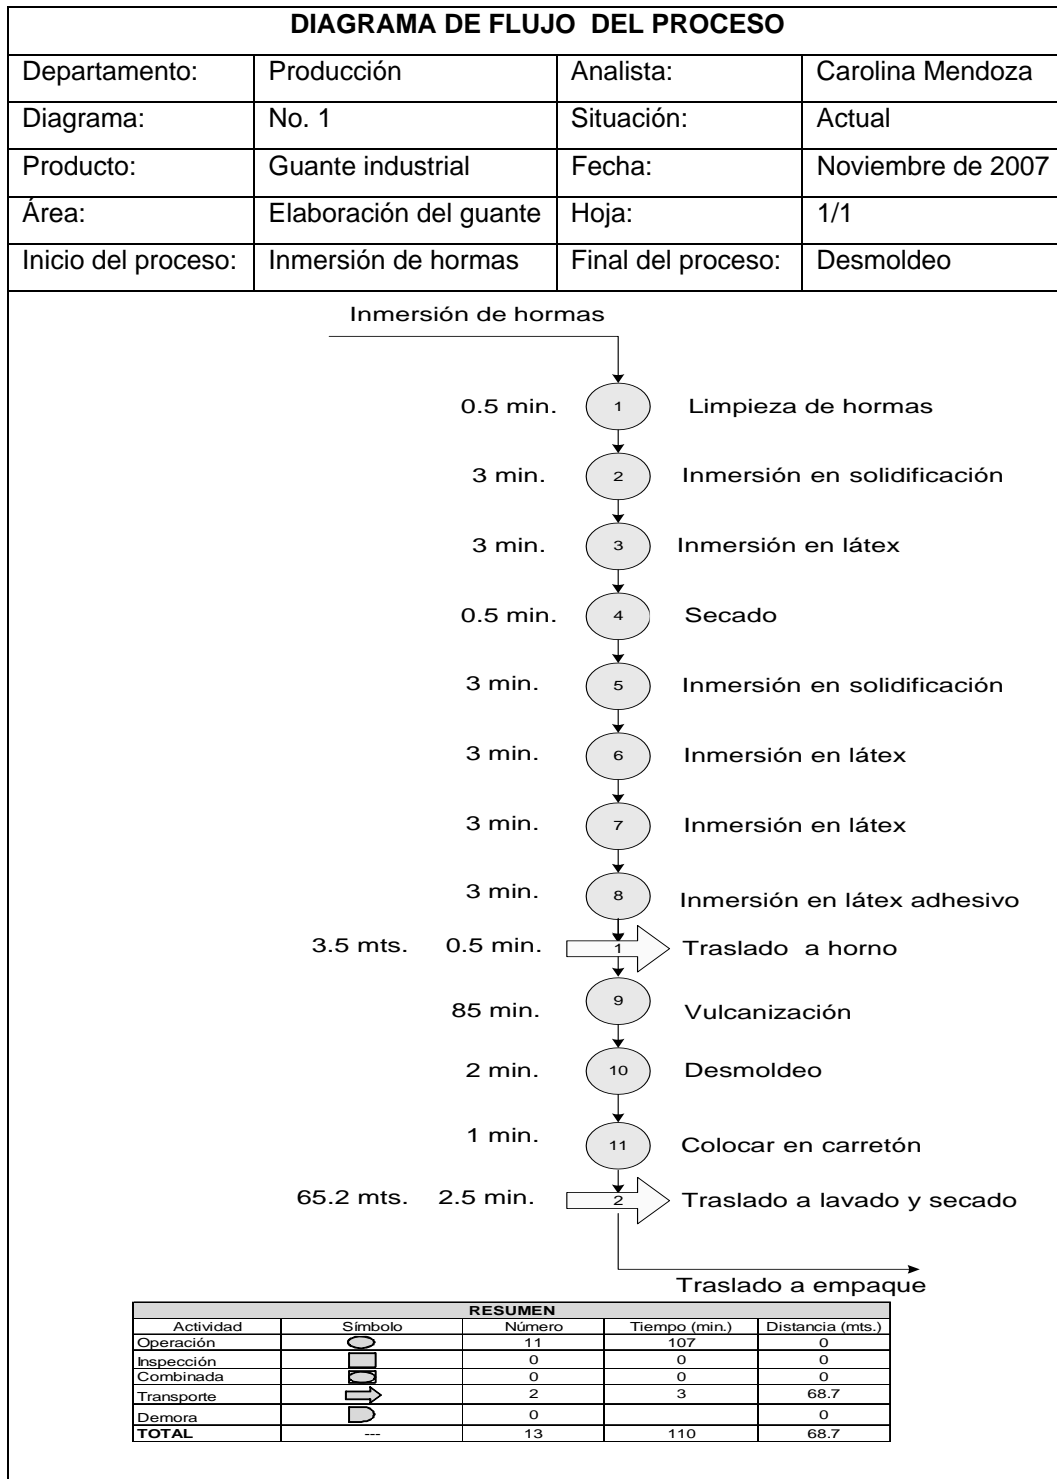 DIAGRAMA DE FLUJO DEL PROCESO
Departamento: Producción Analista: Carolina Mendoza
Diagrama: No. 1 Situación: Actual
Producto: Guante industrial Fecha: Noviembre de 2007
Área: Elaboración del guante Hoja: 1/1
Inicio del proceso: Inmersión de hormas Final del proceso: Desmoldeo
Inmersión de hormas
0.5 min. 1 Limpieza de hormas
3 min. 2 Inmersión en solidificación
3 min. 3 Inmersión en látex
0.5 min. 4 Secado
3 min. 5 Inmersión en solidificación
3 min. 6 Inmersión en látex
3 min. 7 Inmersión en látex
3 min. 8 Inmersión en látex adhesivo
3.5 mts. 0.5 min. 1 Traslado a horno
85 min. 9 Vulcanización
2 min. 10 Desmoldeo
1 min. 11 Colocar en carretón
65.2 mts. 2.5 min. 2 Traslado a lavado y secado
Traslado a empaque
RESUMEN
Actividad Símbolo Número Tiempo (min.) Distancia (mts.)
Operación 11 107 0
Inspección 0 0 0
Combinada 0 0 0
Transporte 2 3 68.7
Demora 0 0
TOTAL --- 13 110 68.7